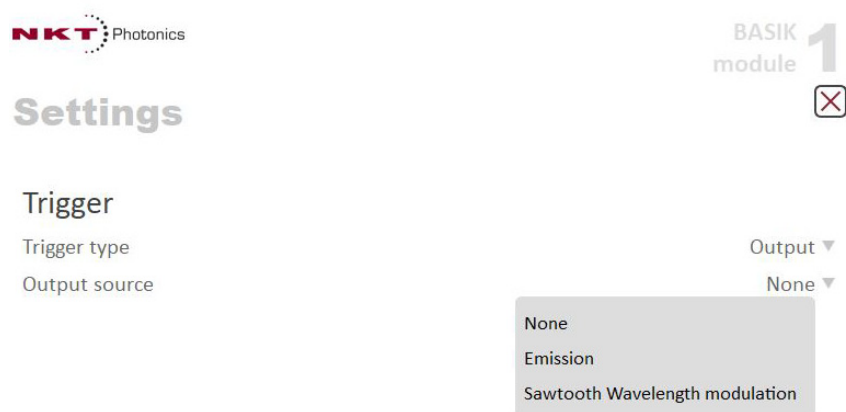 NKT Photonics
BASIK
module 1
Settings
Trigger
Trigger type Output
Output source None
None
Emission
Sawtooth Wavelength modulation